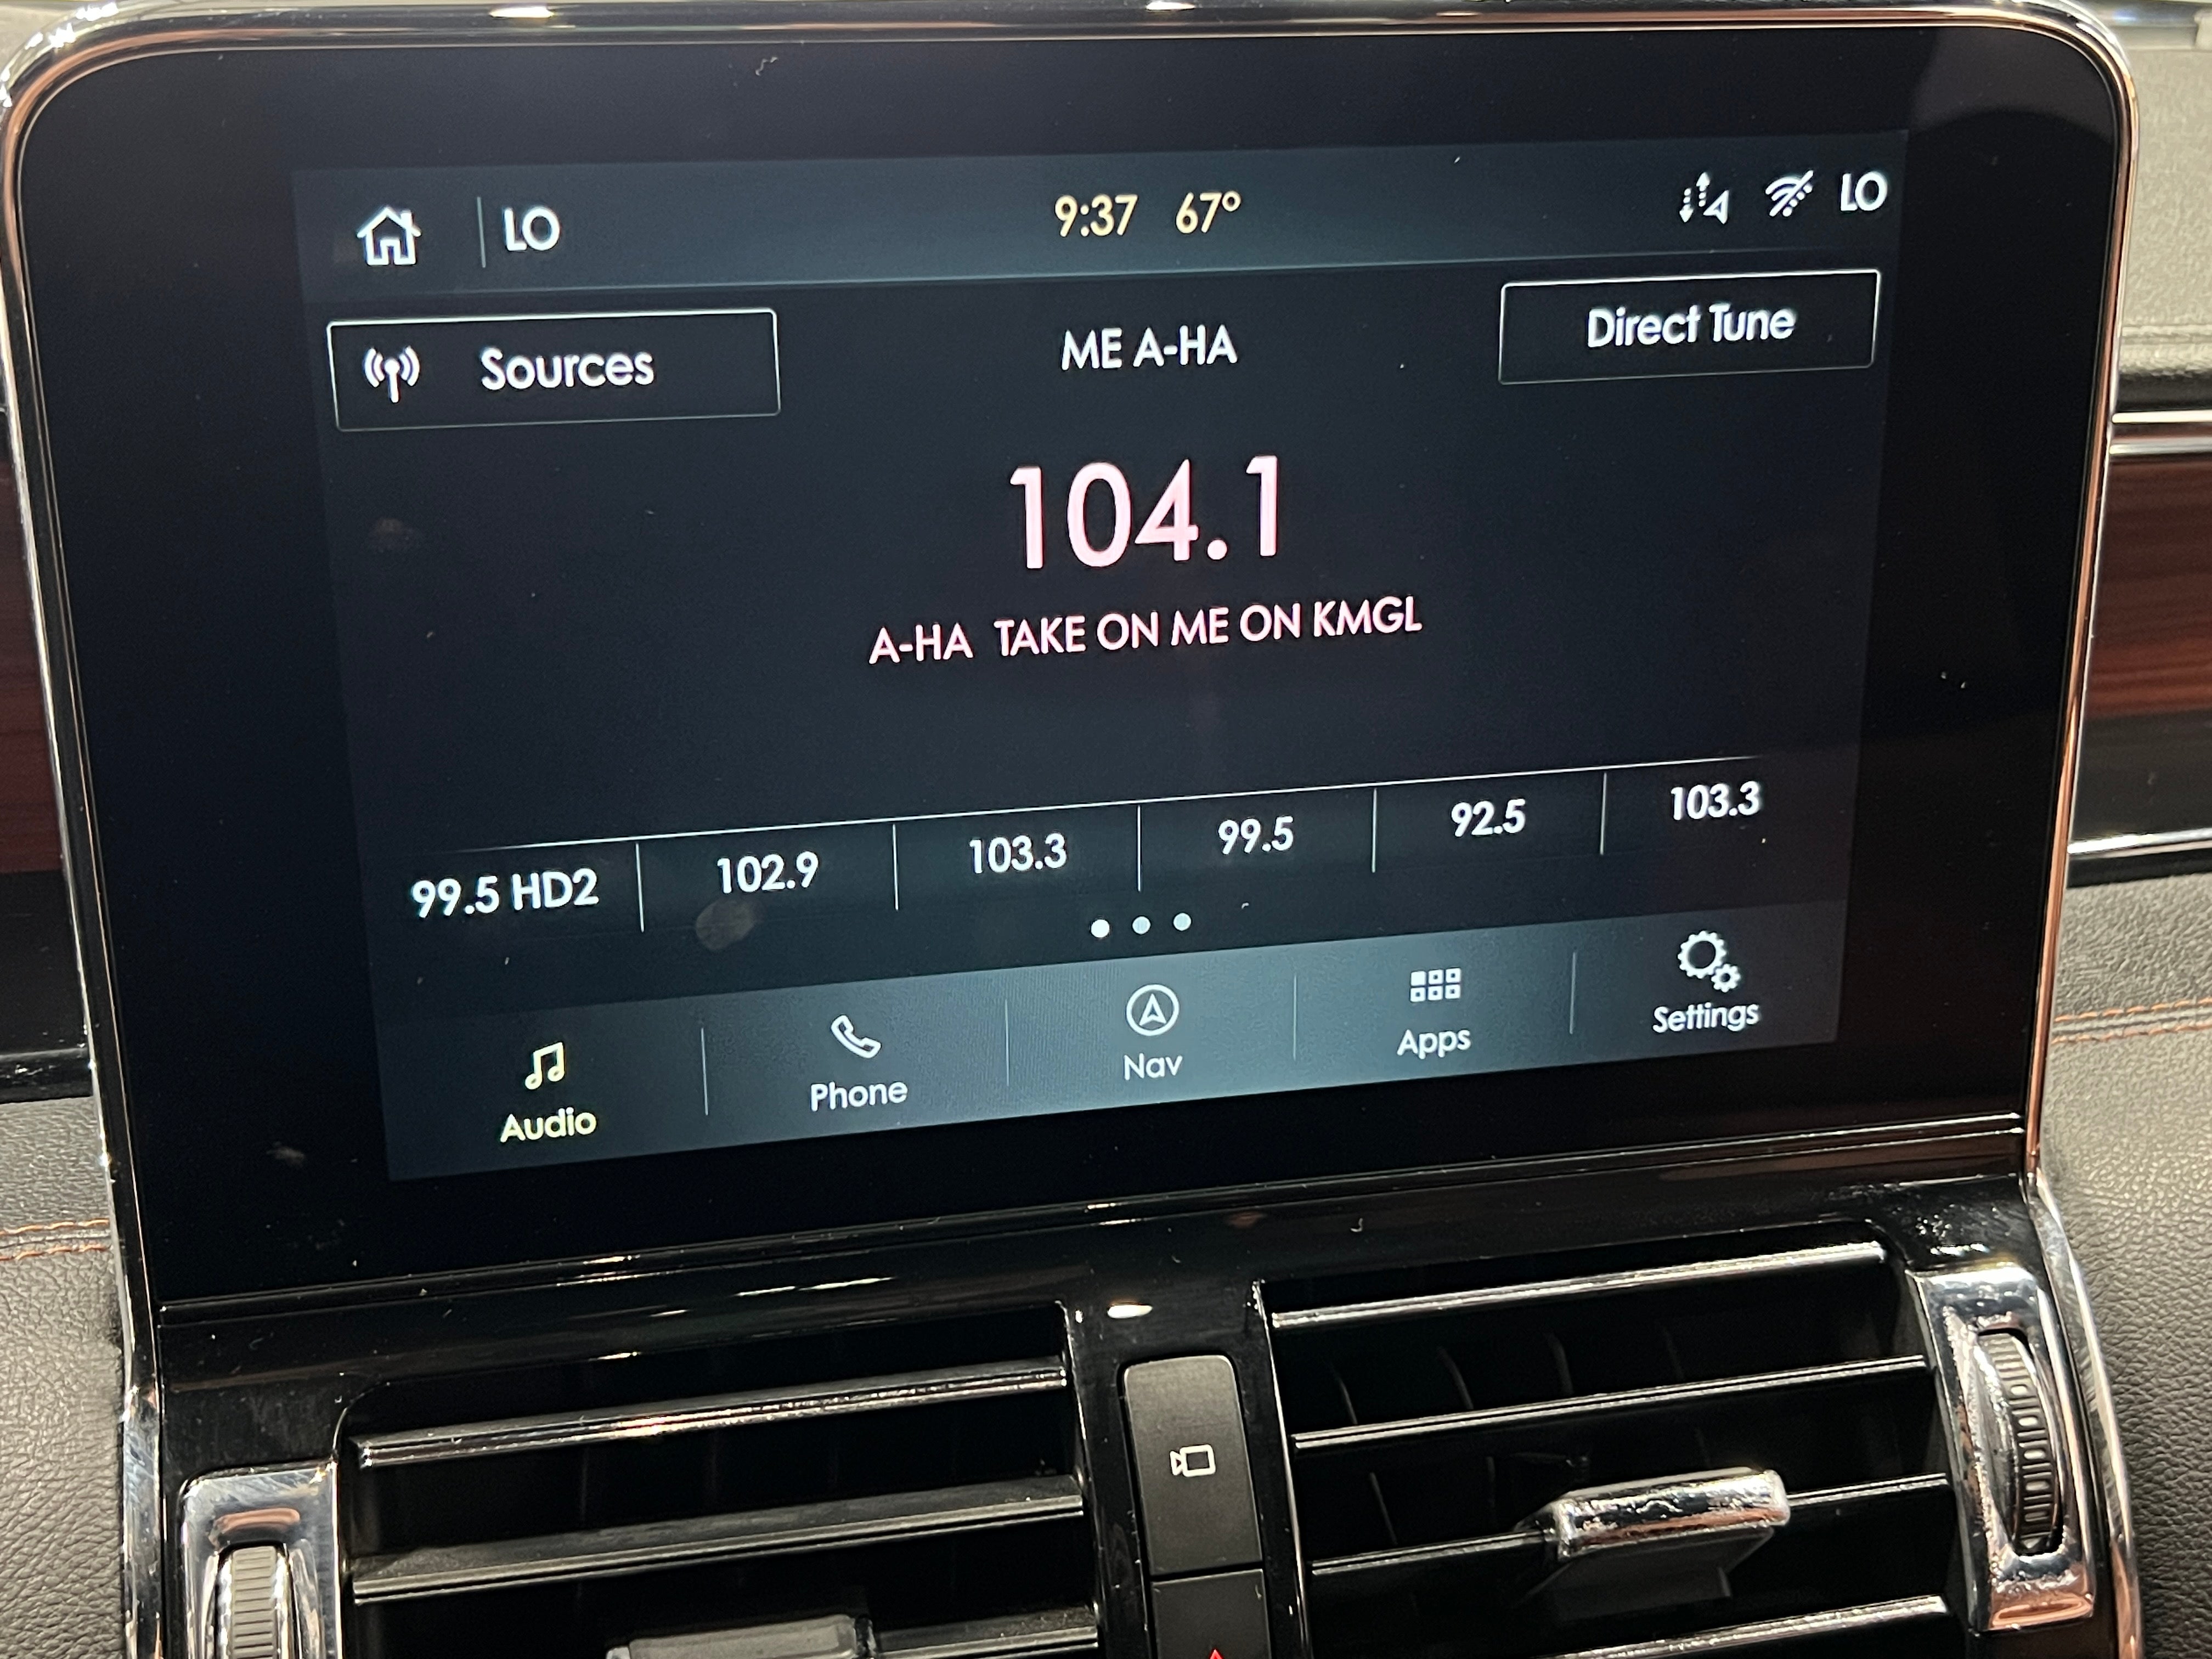 LO 9:37 67° LO
Sources ME A-HA Direct Tune
104.1
A-HA TAKE ON ME ON KMGL
99.5 HD2 102.9 103.3 99.5 92.5 103.3
Audio Phone Nav Apps Settings